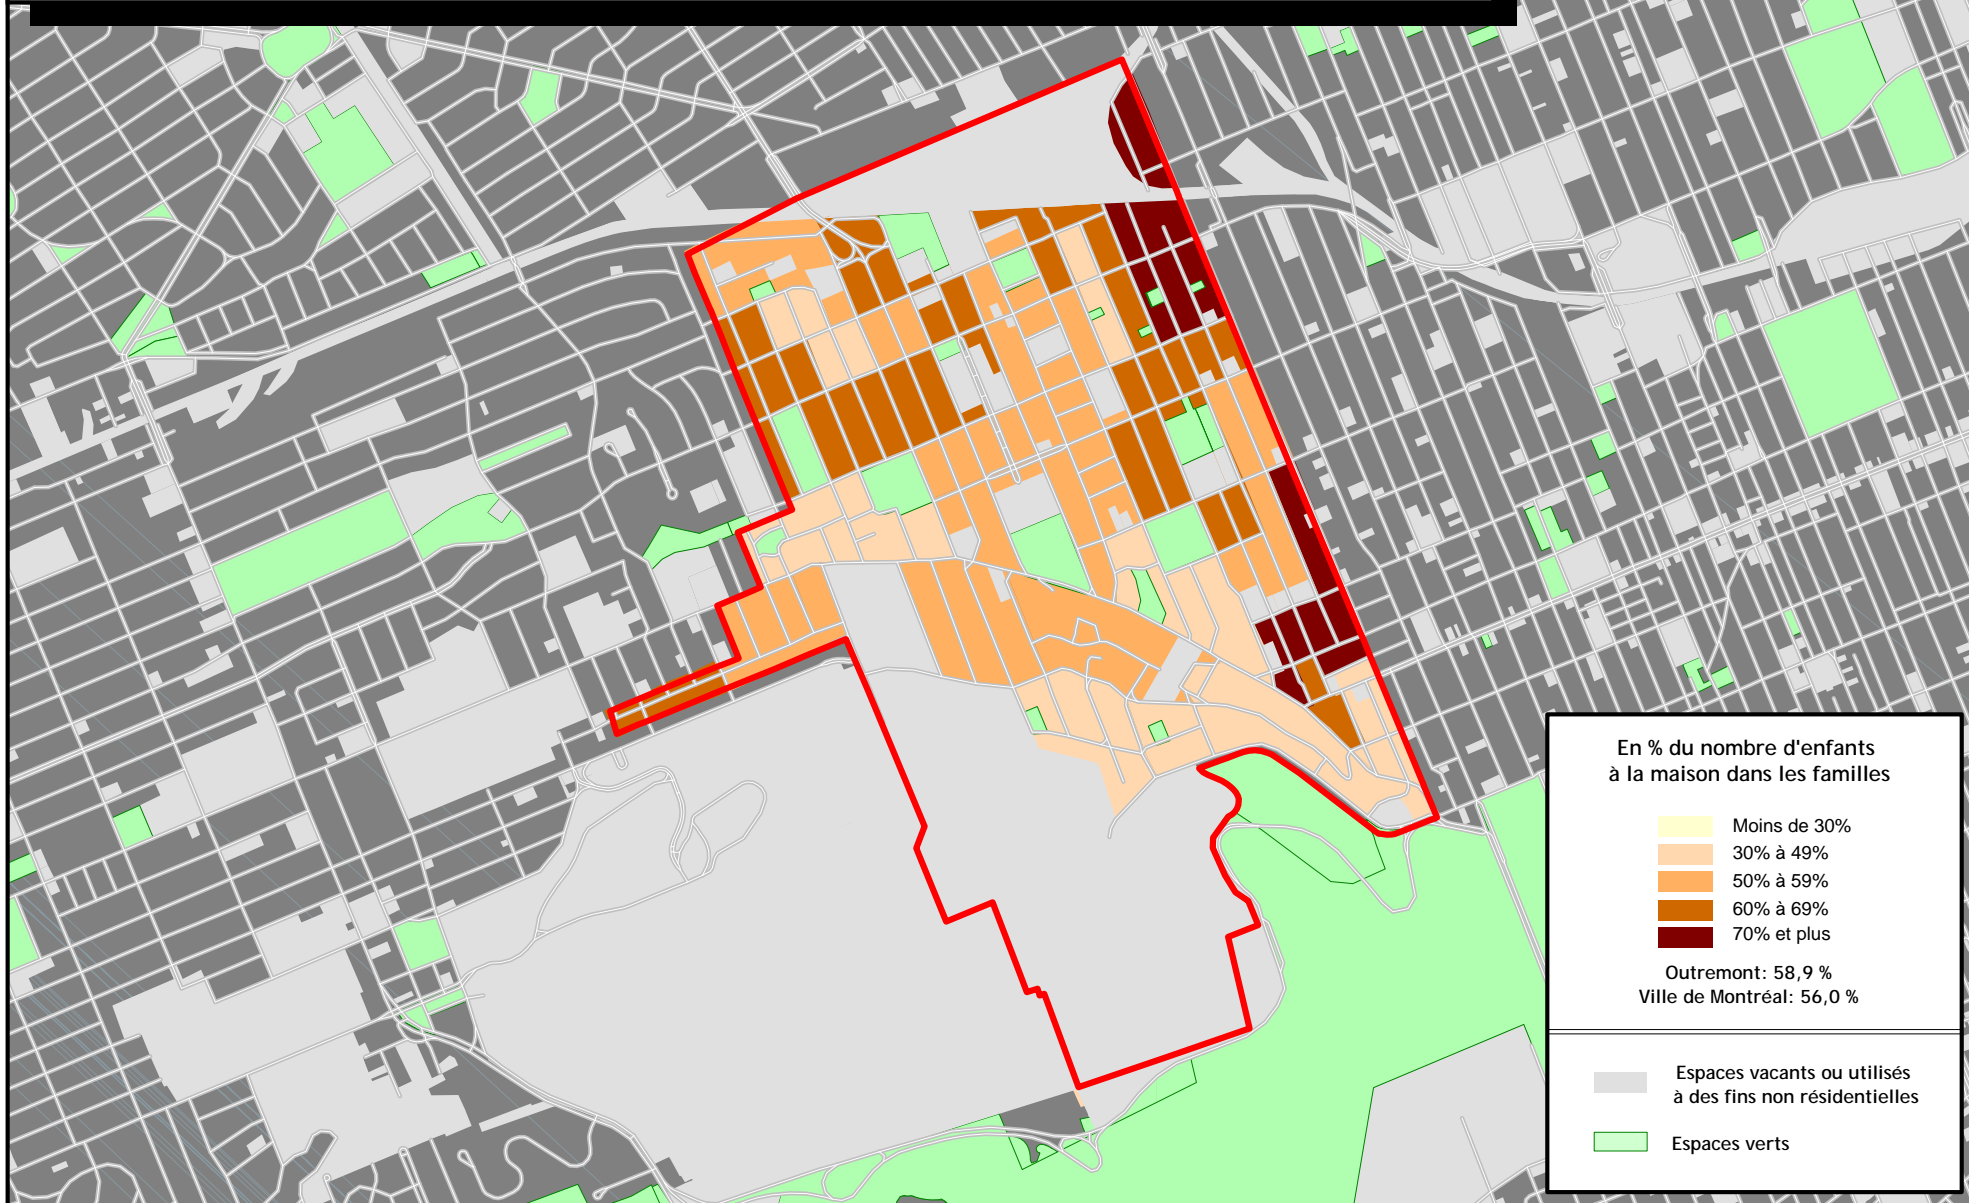 En % du nombre d'enfants
à la maison dans les familles
Moins de 30%
30% à 49%
50% à 59%
60% à 69%
70% et plus
Outremont: 58,9 %
Ville de Montréal: 56,0 %
Espaces vacants ou utilisés
à des fins non résidentielles
Espaces verts